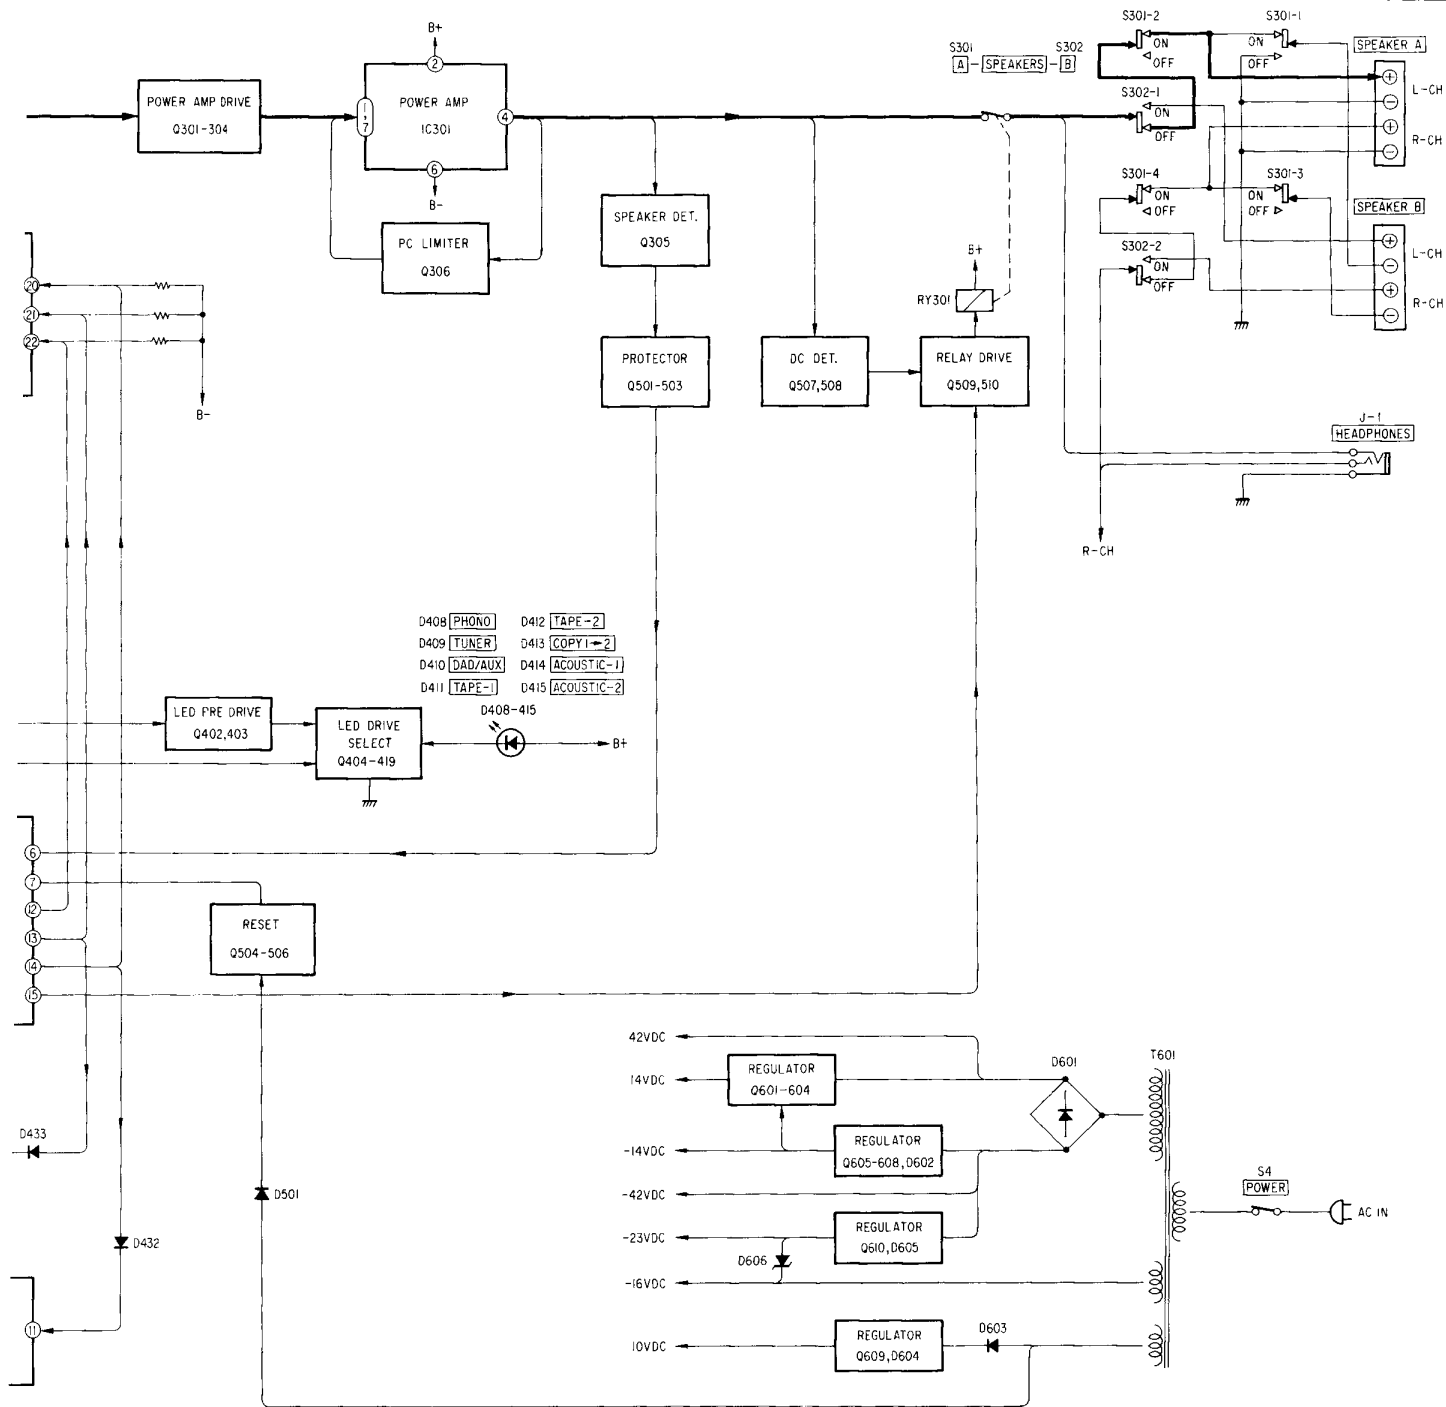 S301-2
S301-1
B+
S301
S302
A - SPEAKERS - B
ON
OFF
ON
OFF
SPEAKER A
2
POWER AMP DRIVE
Q301-304
1,7
POWER AMP
IC301
4
6
B-
S302-1
ON
OFF
+
L-CH
-
+
R-CH
-
S301-4
ON
OFF
S301-3
ON
OFF
SPEAKER B
SPEAKER DET.
Q305
PC LIMITER
Q306
S302-2
ON
OFF
+
L-CH
-
+
R-CH
-
B+
RY301
20
21
22
B-
PROTECTOR
Q501-503
DC DET.
Q507,508
RELAY DRIVE
Q509,510
J-1
HEADPHONES
R-CH
D408 PHONO
D412 TAPE-2
D409 TUNER
D413 COPY 1→2
D410 DAD/AUX
D414 ACOUSTIC-1
D411 TAPE-1
D415 ACOUSTIC-2
D408-415
B+
LED PRE DRIVE
Q402,403
LED DRIVE
SELECT
Q404-419
6
7
12
13
14
15
RESET
Q504-506
42VDC
14VDC
REGULATOR
Q601-604
D601
T601
-14VDC
REGULATOR
Q605-608,D602
-42VDC
-23VDC
REGULATOR
Q610,D605
D606
-16VDC
10VDC
REGULATOR
Q609,D604
D603
S4
POWER
AC IN
D433
D501
D432
11